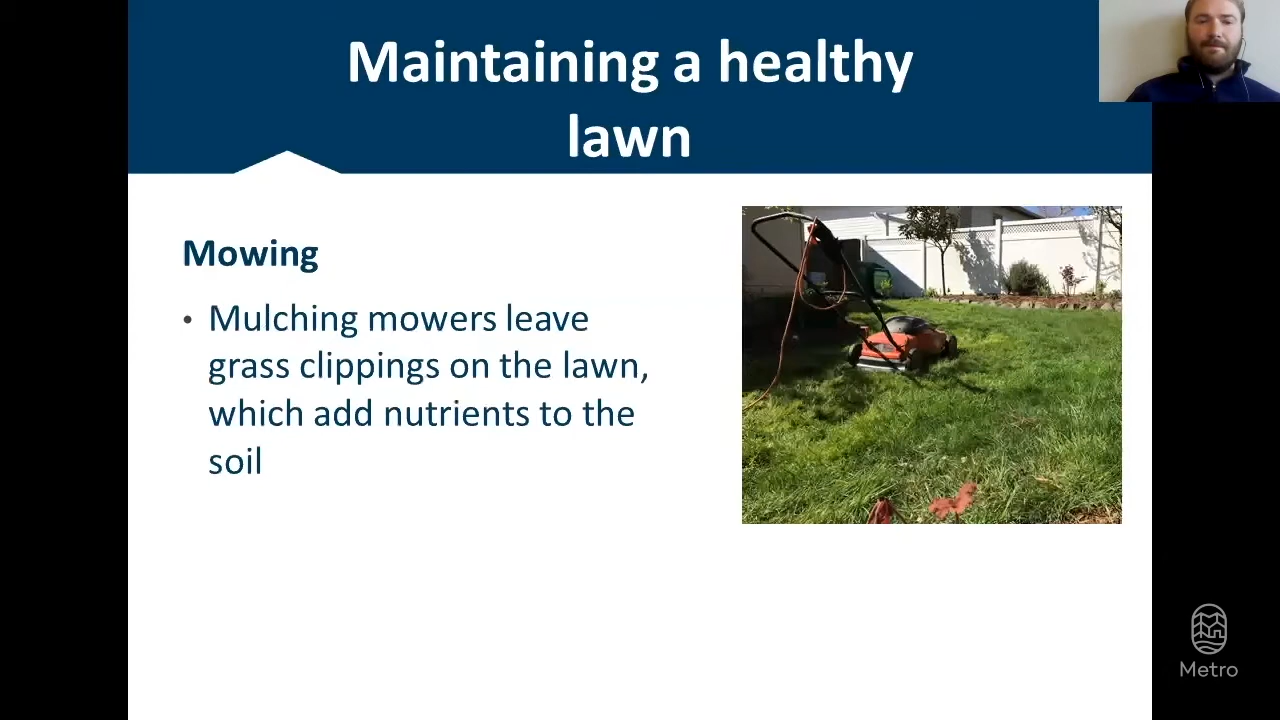 Maintaining a healthy
lawn
Mowing
• Mulching mowers leave
grass clippings on the lawn,
which add nutrients to the
soil
Metro